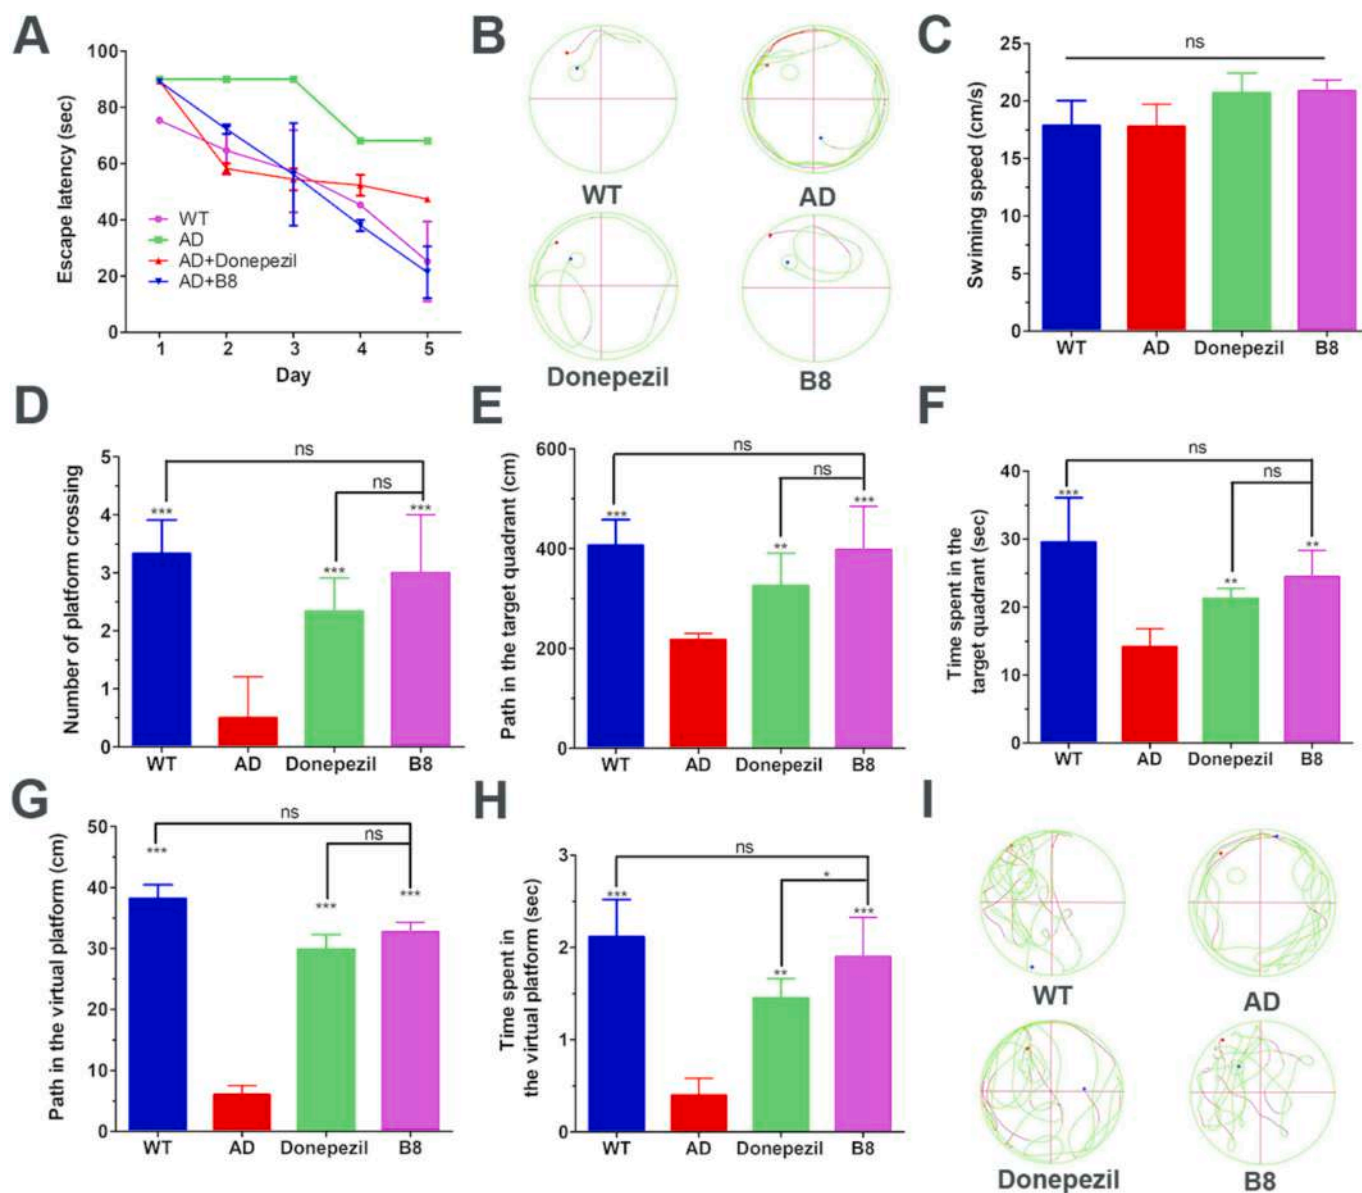 A
Escape latency (sec)
100
80
60
40
20
0
WT
AD
AD+Donepezil
AD+B8
1 2 3 4 5
Day
B
WT
AD
Donepezil
B8
C
Swiming speed (cm/s)
25
20
15
10
5
0
ns
WT AD Donepezil B8
D
Number of platform crossing
5
4
3
2
1
0
ns
ns
***
***
***
WT AD Donepezil B8
E
Path in the target quadrant (cm)
600
400
200
0
ns
ns
***
**
***
WT AD Donepezil B8
F
Time spent in the
target quadrant (sec)
40
30
20
10
0
ns
ns
***
**
**
WT AD Donepezil B8
G
Path in the virtual platform (cm)
50
40
30
20
10
0
ns
ns
***
***
***
WT AD Donepezil B8
H
Time spent in
the virtual platform (sec)
3
2
1
0
ns
*
***
**
***
WT AD Donepezil B8
I
WT
AD
Donepezil
B8